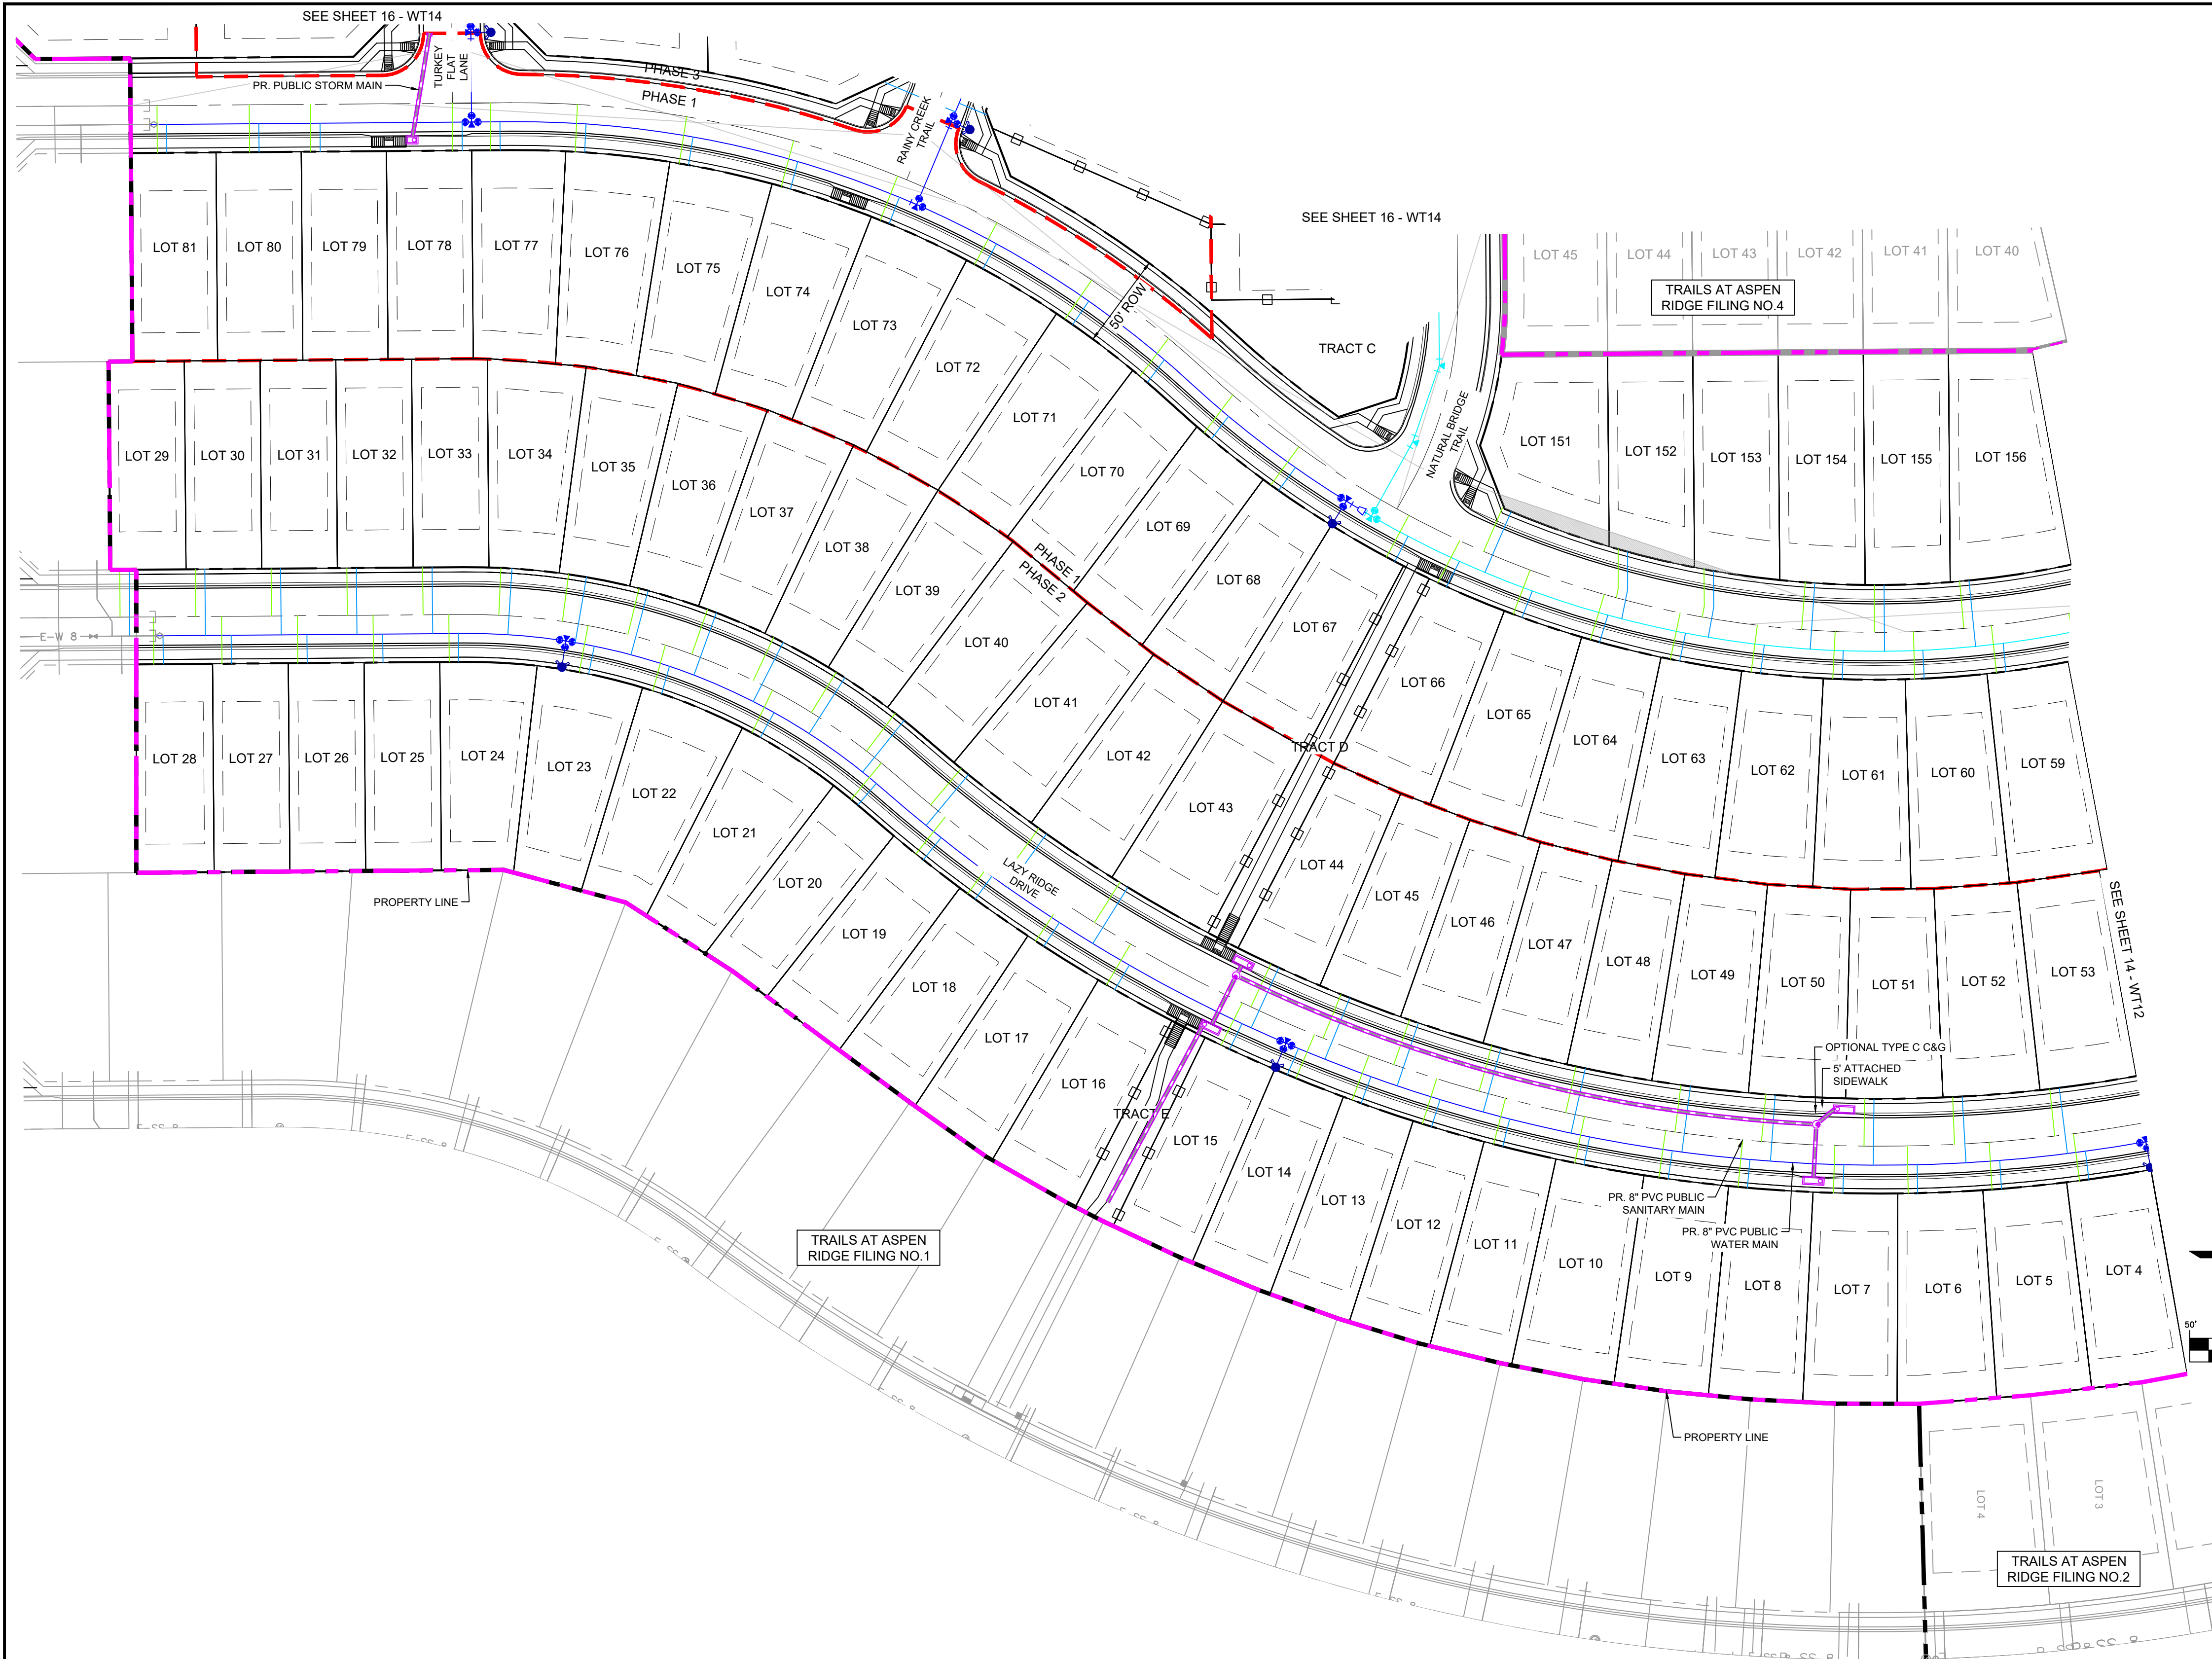 SEE SHEET 16 - WT14
TURKEY
FLAT
LANE
PR. PUBLIC STORM MAIN
PHASE 3
PHASE 1
RAINY CREEK
TRAIL
SEE SHEET 16 - WT14
50' ROW
TRACT C
NATURAL BRIDGE
TRAIL
LOT 45
LOT 44
LOT 43
LOT 42
LOT 41
LOT 40
TRAILS AT ASPEN
RIDGE FILING NO.4
LOT 81
LOT 80
LOT 79
LOT 78
LOT 77
LOT 76
LOT 75
LOT 74
LOT 73
LOT 72
LOT 71
LOT 70
LOT 69
LOT 68
LOT 67
LOT 66
LOT 65
LOT 64
LOT 63
LOT 62
LOT 61
LOT 60
LOT 59
LOT 151
LOT 152
LOT 153
LOT 154
LOT 155
LOT 156
LOT 29
LOT 30
LOT 31
LOT 32
LOT 33
LOT 34
LOT 35
LOT 36
LOT 37
LOT 38
LOT 39
LOT 40
LOT 41
LOT 42
LOT 43
PHASE 1
PHASE 2
TRACT D
LOT 44
LOT 45
LOT 46
LOT 47
LOT 48
LOT 49
LOT 50
LOT 51
LOT 52
LOT 53
SEE SHEET 14 - WT12
E-W 8
LOT 28
LOT 27
LOT 26
LOT 25
LOT 24
LOT 23
LOT 22
LOT 21
LOT 20
LOT 19
LOT 18
LOT 17
LOT 16
TRACT E
LOT 15
LOT 14
LOT 13
LOT 12
LOT 11
LOT 10
LOT 9
LOT 8
LOT 7
LOT 6
LOT 5
LOT 4
LAZY RIDGE
DRIVE
PROPERTY LINE
OPTIONAL TYPE C C&G
5' ATTACHED
SIDEWALK
PR. 8" PVC PUBLIC
SANITARY MAIN
PR. 8" PVC PUBLIC
WATER MAIN
TRAILS AT ASPEN
RIDGE FILING NO.1
50'
PROPERTY LINE
LOT 4
LOT 3
TRAILS AT ASPEN
RIDGE FILING NO.2